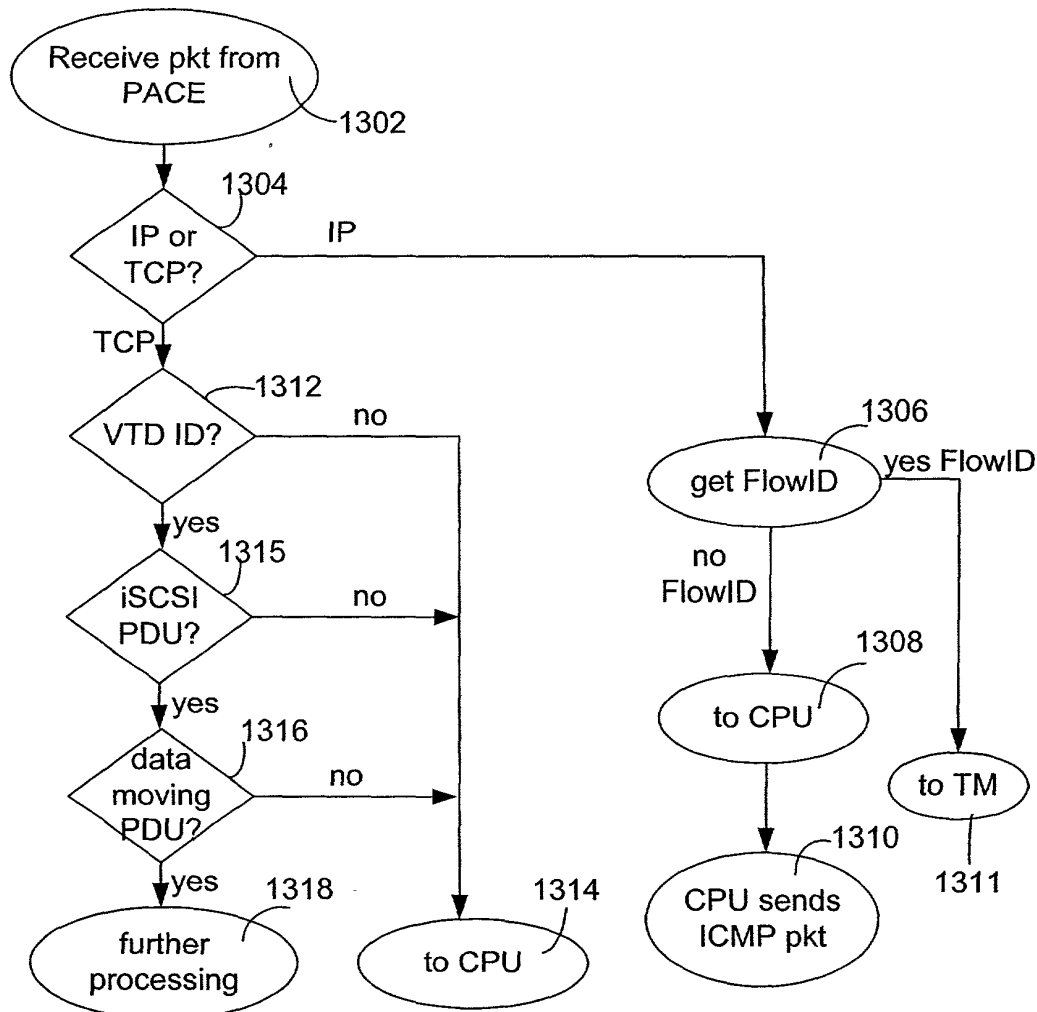 Receive pkt from
PACE
1302
1304
IP or
TCP?
IP
TCP
1312
VTD ID?
no
1306
get FlowID
yes FlowID
yes
1315
iSCSI
PDU?
no
no
FlowID
1308
to CPU
yes
1316
data
moving
PDU?
no
to TM
1311
1310
CPU sends
ICMP pkt
yes
1318
further
processing
1314
to CPU